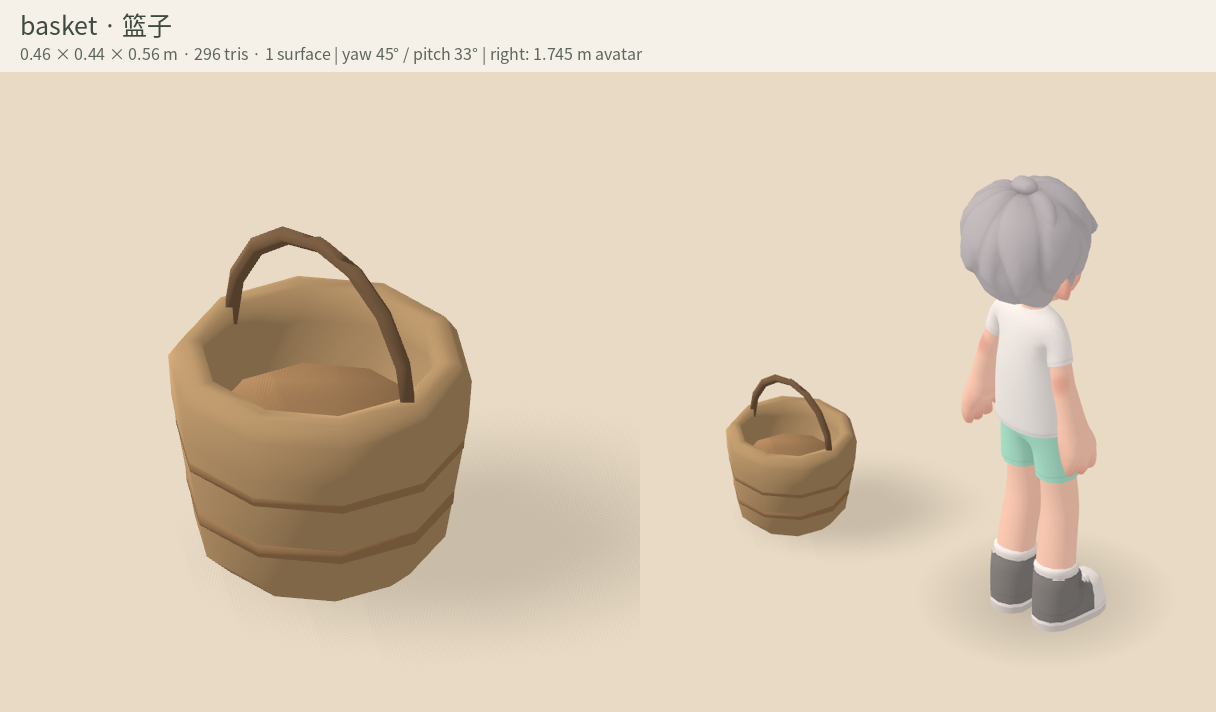 basket · 篮子
0.46 × 0.44 × 0.56 m · 296 tris · 1 surface | yaw 45° / pitch 33° | right: 1.745 m avatar